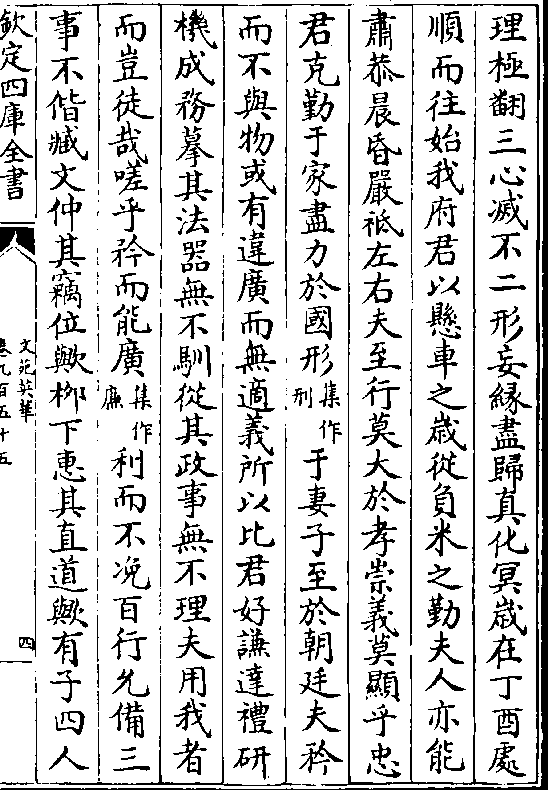 理極翻三心滅不二形妄緣盡歸真化冥歲在丁酉處
順而往始我府君以懸車之歲從負米之勤夫人亦能
肅恭晨昏嚴祗左右夫至行莫大於孝崇義莫顯乎忠
君克勤于家盡力於國形集作刑于妻子至於朝廷夫矜
而不與物或有違廣而無適義所以比君好謙達禮研
機成務摹其法器無不馴從其政事無不理夫用我者
而豈徒哉嗟乎矜而能廣集作廉利而不涗百行允備三
事不偕臧文仲其竊位歟栁下惠其直道歟有子四人
欽定四庫全書
文苑英華
卷九百五十五
四